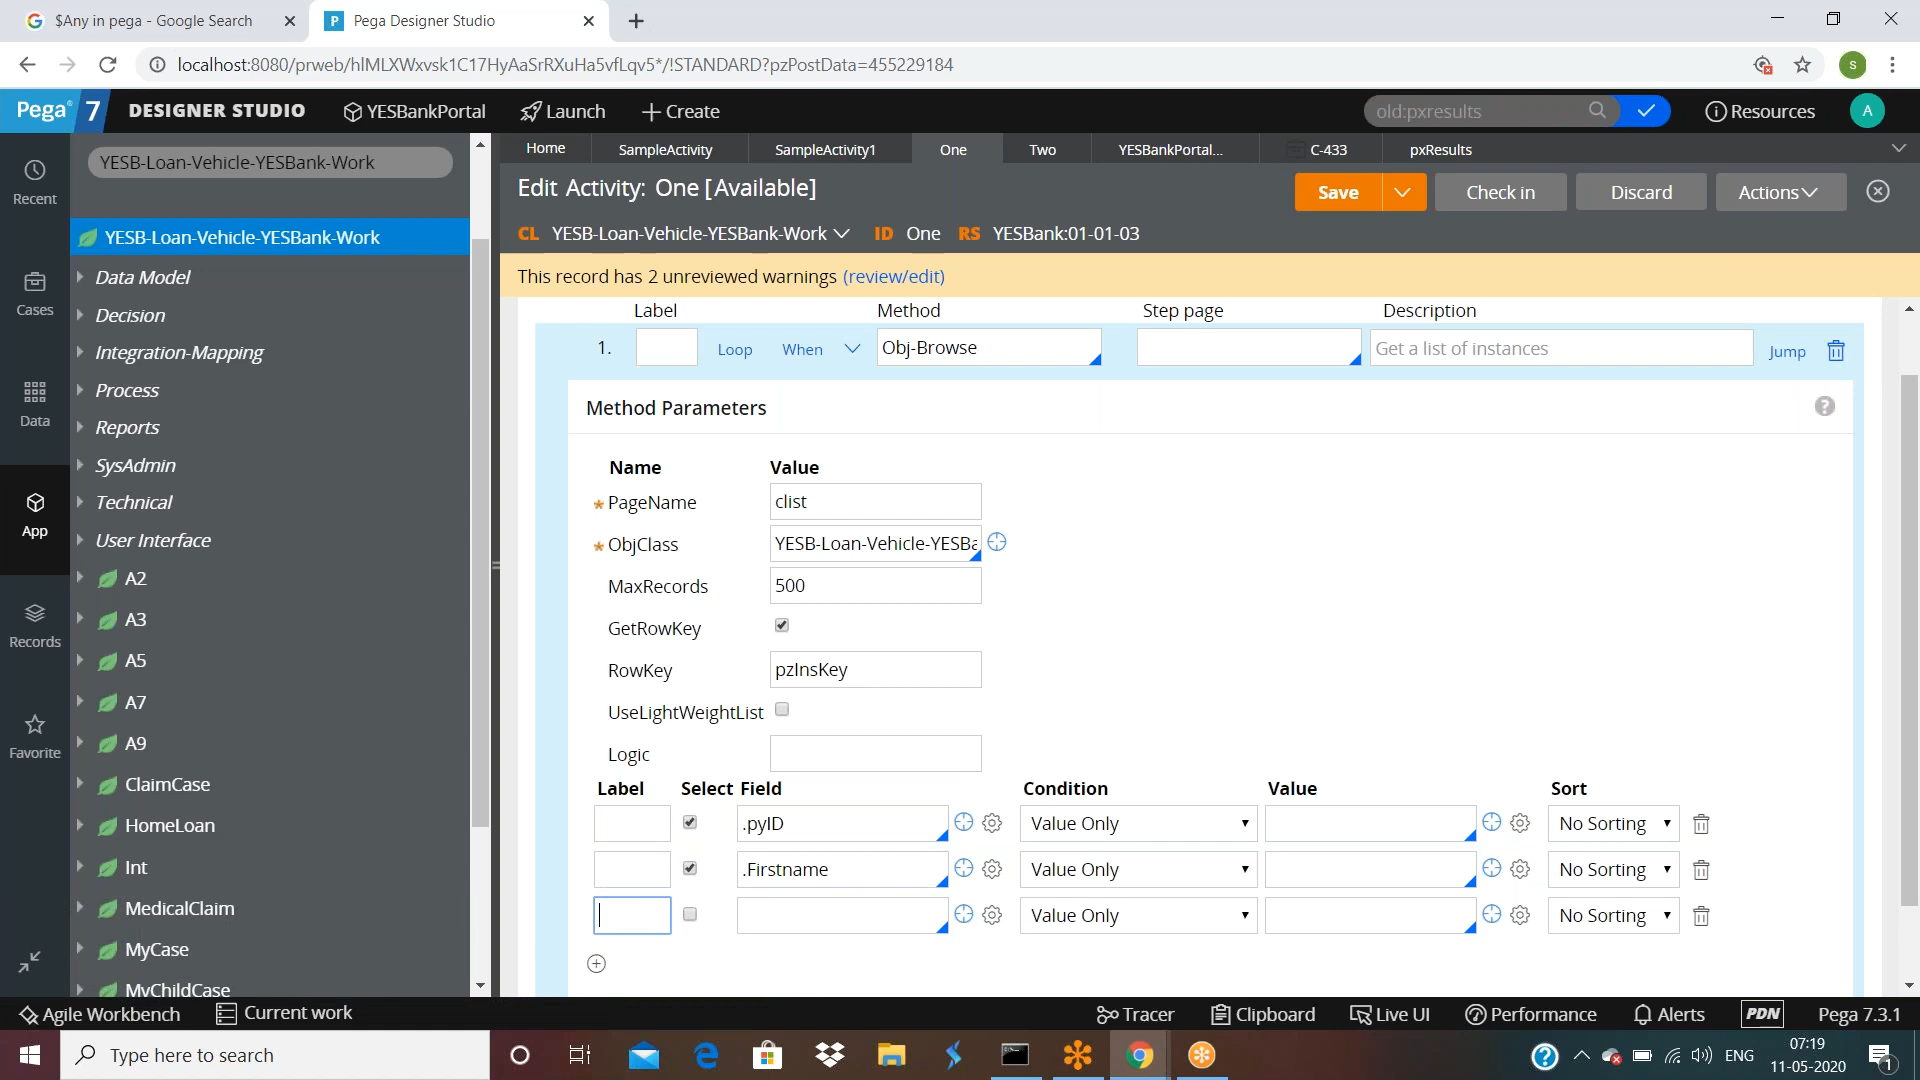 $Any in pega - Google Search
Pega Designer Studio
localhost:8080/prweb/hIMLXWxvsk1C17HyAaSrRXuHa5vfLqv5*/!STANDARD?pzPostData=455229184
S
Pega 7
DESIGNER STUDIO
YESBankPortal
Launch
Create
old:pxresults
Resources
A
YESB-Loan-Vehicle-YESBank-Work
Home
SampleActivity
SampleActivity1
One
Two
YESBankPortal...
C-433
pxResults
Recent
Cases
Data
App
Records
Favorite
YESB-Loan-Vehicle-YESBank-Work
Data Model
Decision
Integration-Mapping
Process
Reports
SysAdmin
Technical
User Interface
A2
A3
A5
A7
A9
ClaimCase
HomeLoan
Int
MedicalClaim
MyCase
MyChildCase
Edit Activity: One [Available]
Save
Check in
Discard
Actions
CL YESB-Loan-Vehicle-YESBank-Work ID One RS YESBank:01-01-03
This record has 2 unreviewed warnings (review/edit)
Label Method Step page Description
1. Loop When Obj-Browse Get a list of instances Jump
Method Parameters
Name Value
PageName clist
ObjClass YESB-Loan-Vehicle-YESBa
MaxRecords 500
GetRowKey
RowKey pzInsKey
UseLightWeightList
Logic
Label Select Field Condition Value Sort
.pyID Value Only No Sorting
.Firstname Value Only No Sorting
Value Only No Sorting
Agile Workbench
Current work
Tracer
Clipboard
Live UI
Performance
Alerts
PDN
Pega 7.3.1
Type here to search
ENG
07:19
11-05-2020
1